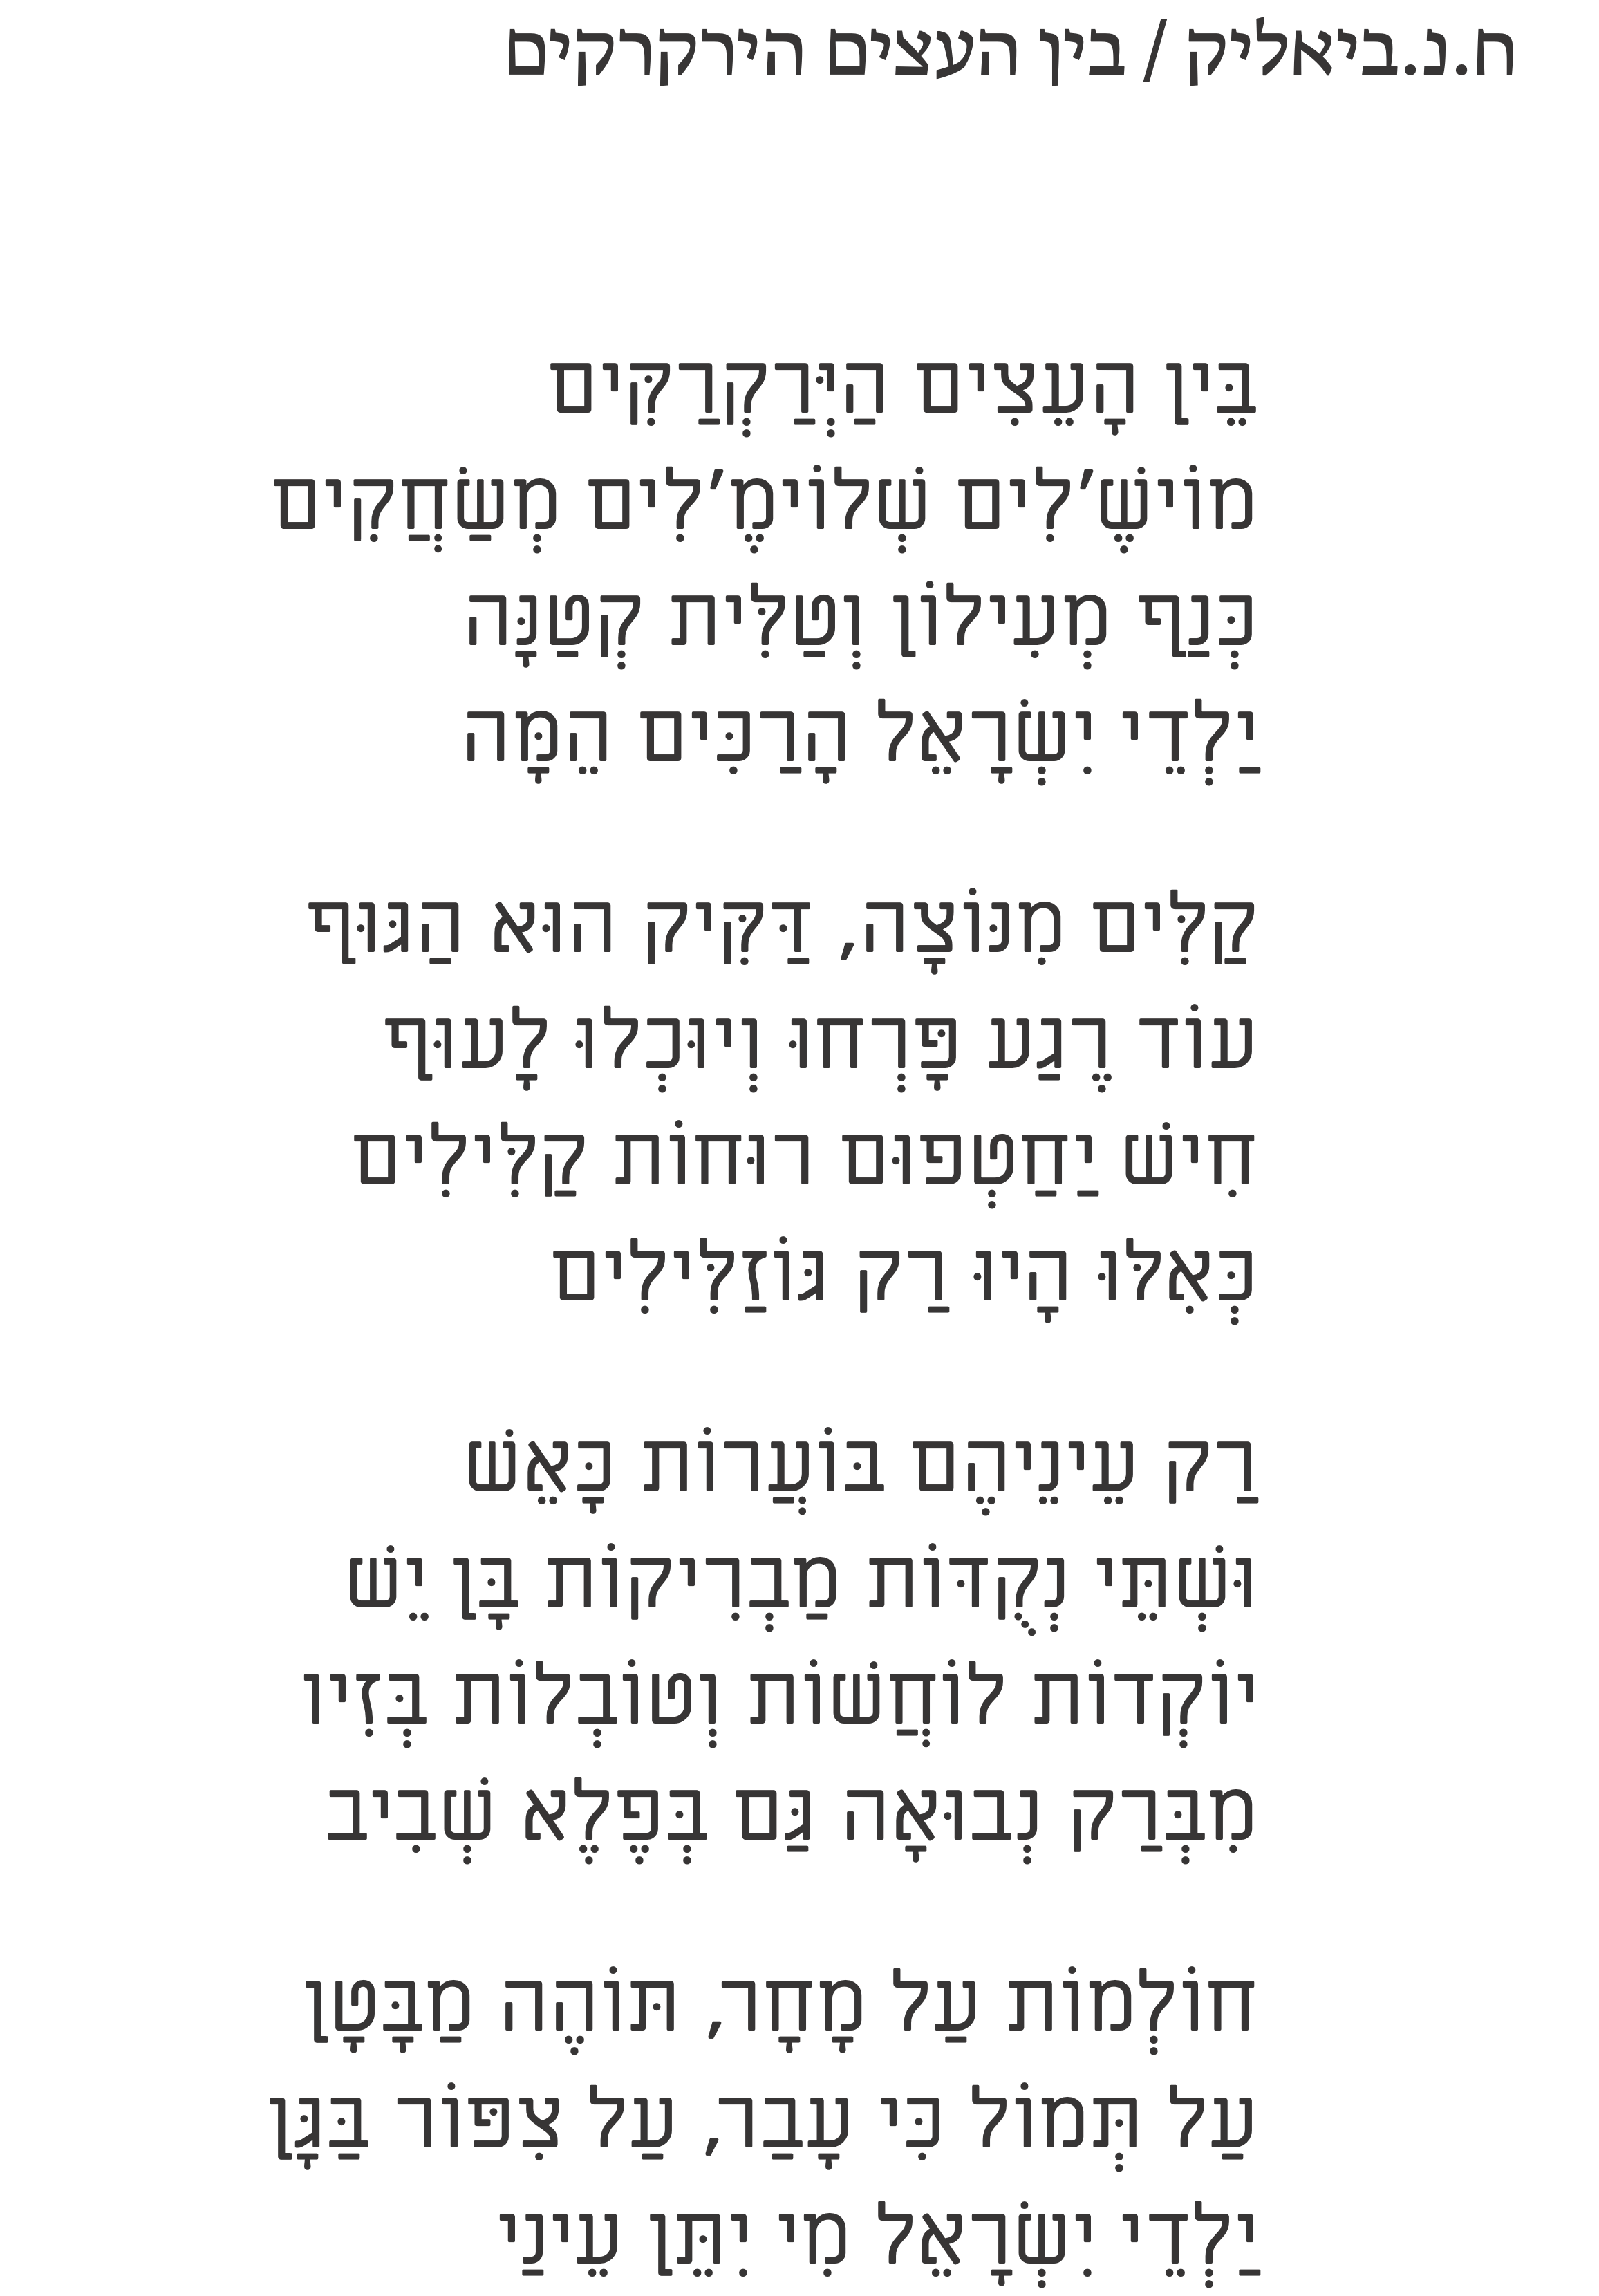 ח.נ.ביאליק / בין העצים הירקרקים
בֵּין הָעֵצִים הַיְּרַקְרַקִּים
מוֹישֶׁ'לִים שְׁלוֹימֶ'לִים מְשַׂחֲקִים
כְּנַף מְעִילוֹן וְטַלִּית קְטַנָּה
יַלְדֵי יִשְׂרָאֵל הָרַכִּים הֵמָּה
קַלִּים מִנּוֹצָה, דַּקִּיק הוּא הַגּוּף
עוֹד רֶגַע פָּרְחוּ וְיוּכְלוּ לָעוּף
חִישׁ יַחַטְפוּם רוּחוֹת קַלִּילִים
כְּאִלּוּ הָיוּ רַק גּוֹזַלִּילִים
רַק עֵינֵיהֶם בּוֹעֲרוֹת כָּאֵשׁ
וּשְׁתֵּי נְקֻדּוֹת מַבְרִיקוֹת בָּן יֵשׁ
יוֹקְדוֹת לוֹחֲשׁוֹת וְטוֹבְלוֹת בְּזִיו
מִבְּרַק נְבוּאָה גַּם בְּפֶלֶא שְׁבִיב
חוֹלְמוֹת עַל מָחָר, תּוֹהֶה מַבָּטָן
עַל תְּמוֹל כִּי עָבַר, עַל צִפּוֹר בַּגָּן
יַלְדֵי יִשְׂרָאֵל מִי יִתֵּן עֵינַי